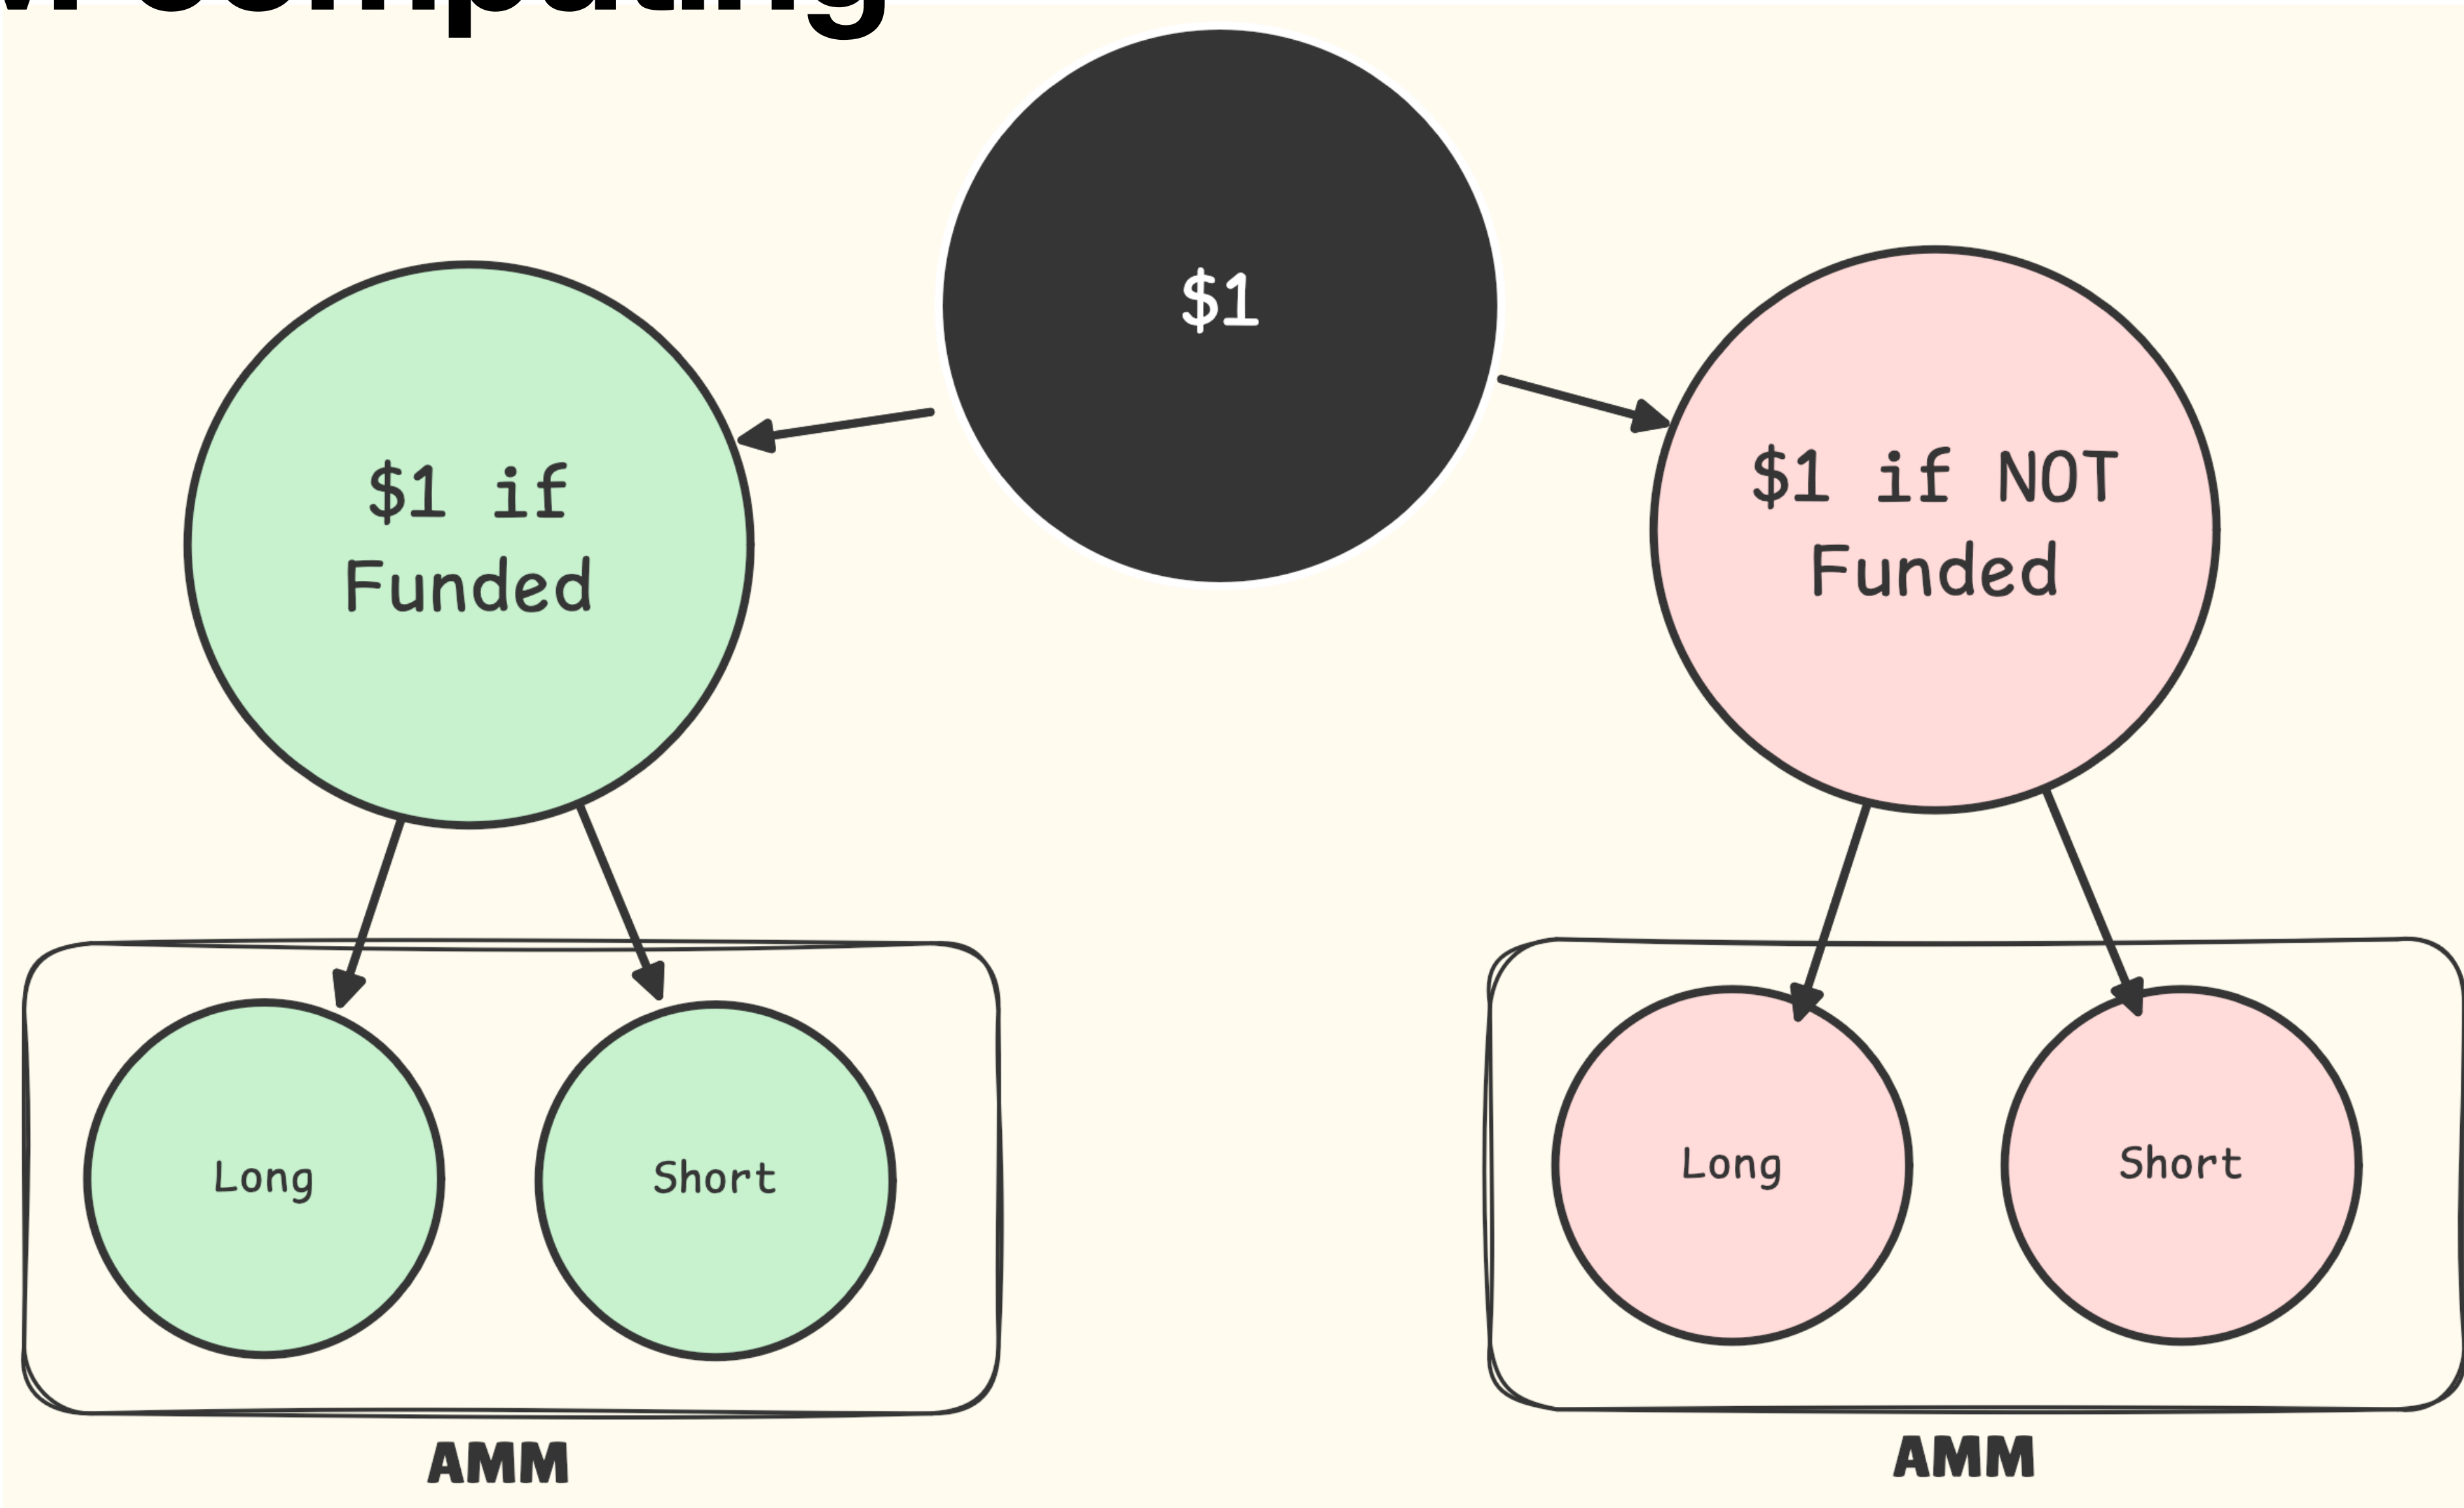 $1
$1 if
Funded
$1 if NOT
Funded
Long
Short
Long
Short
AMM
AMM